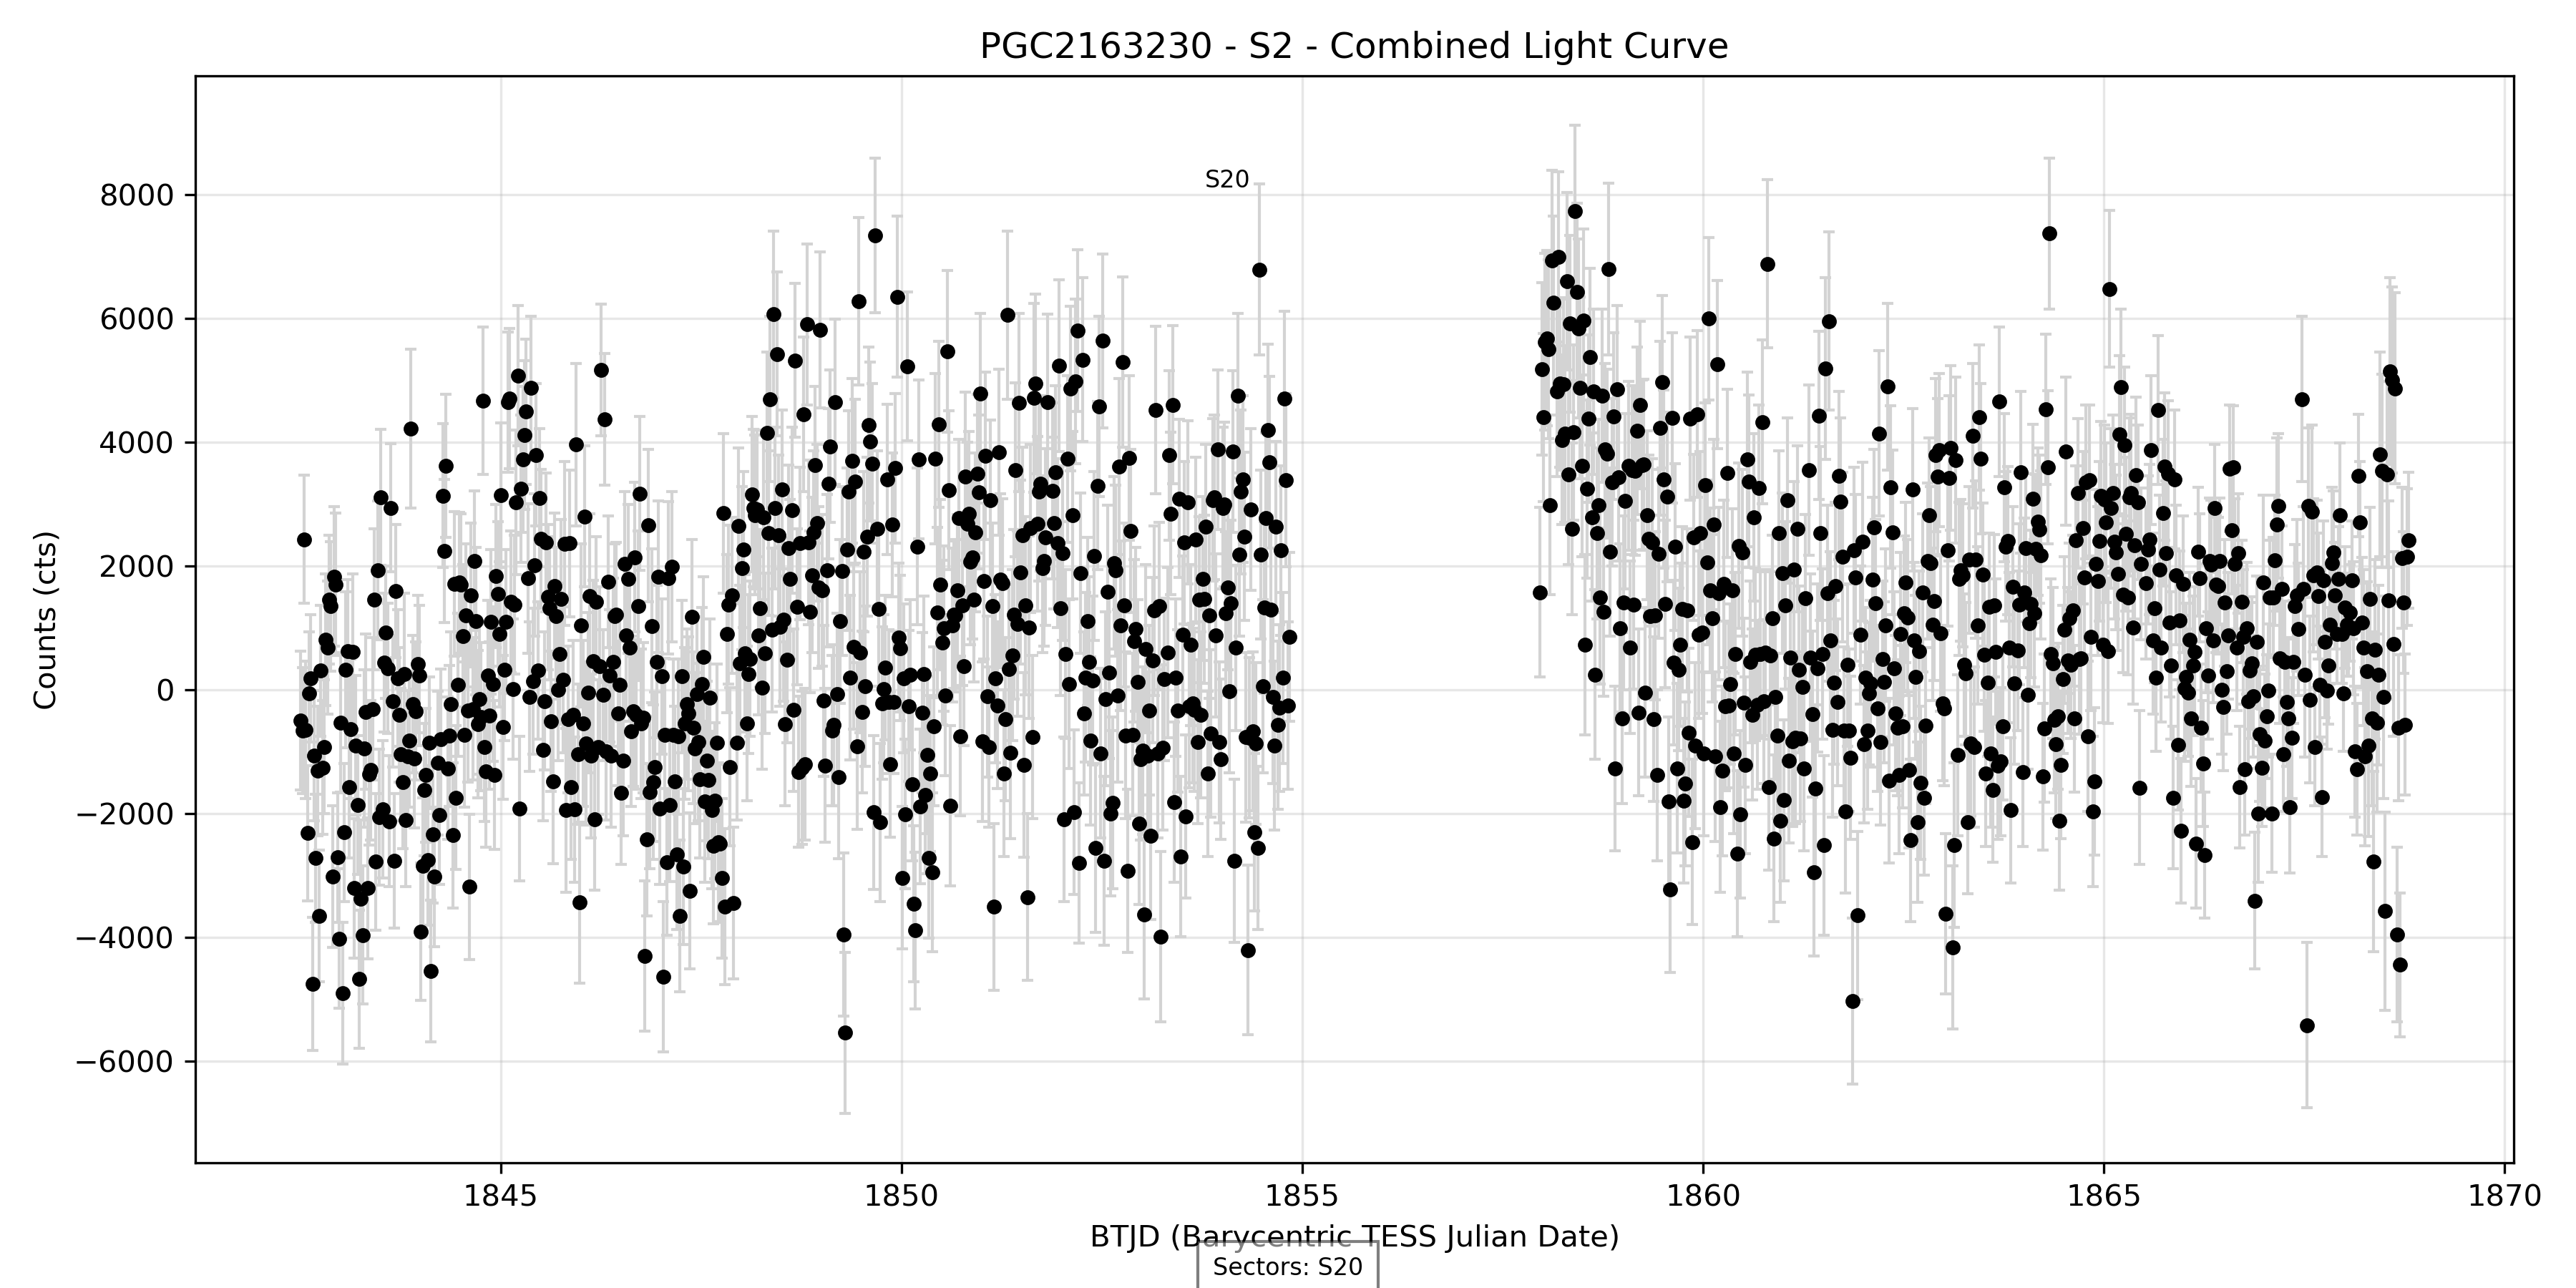 PGC2163230 - S2 - Combined Light Curve
S20
8000
6000
4000
2000
0
−2000
−4000
−6000
Counts (cts)
1845
1850
1855
1860
1865
1870
BTJD (Barycentric TESS Julian Date)
Sectors: S20